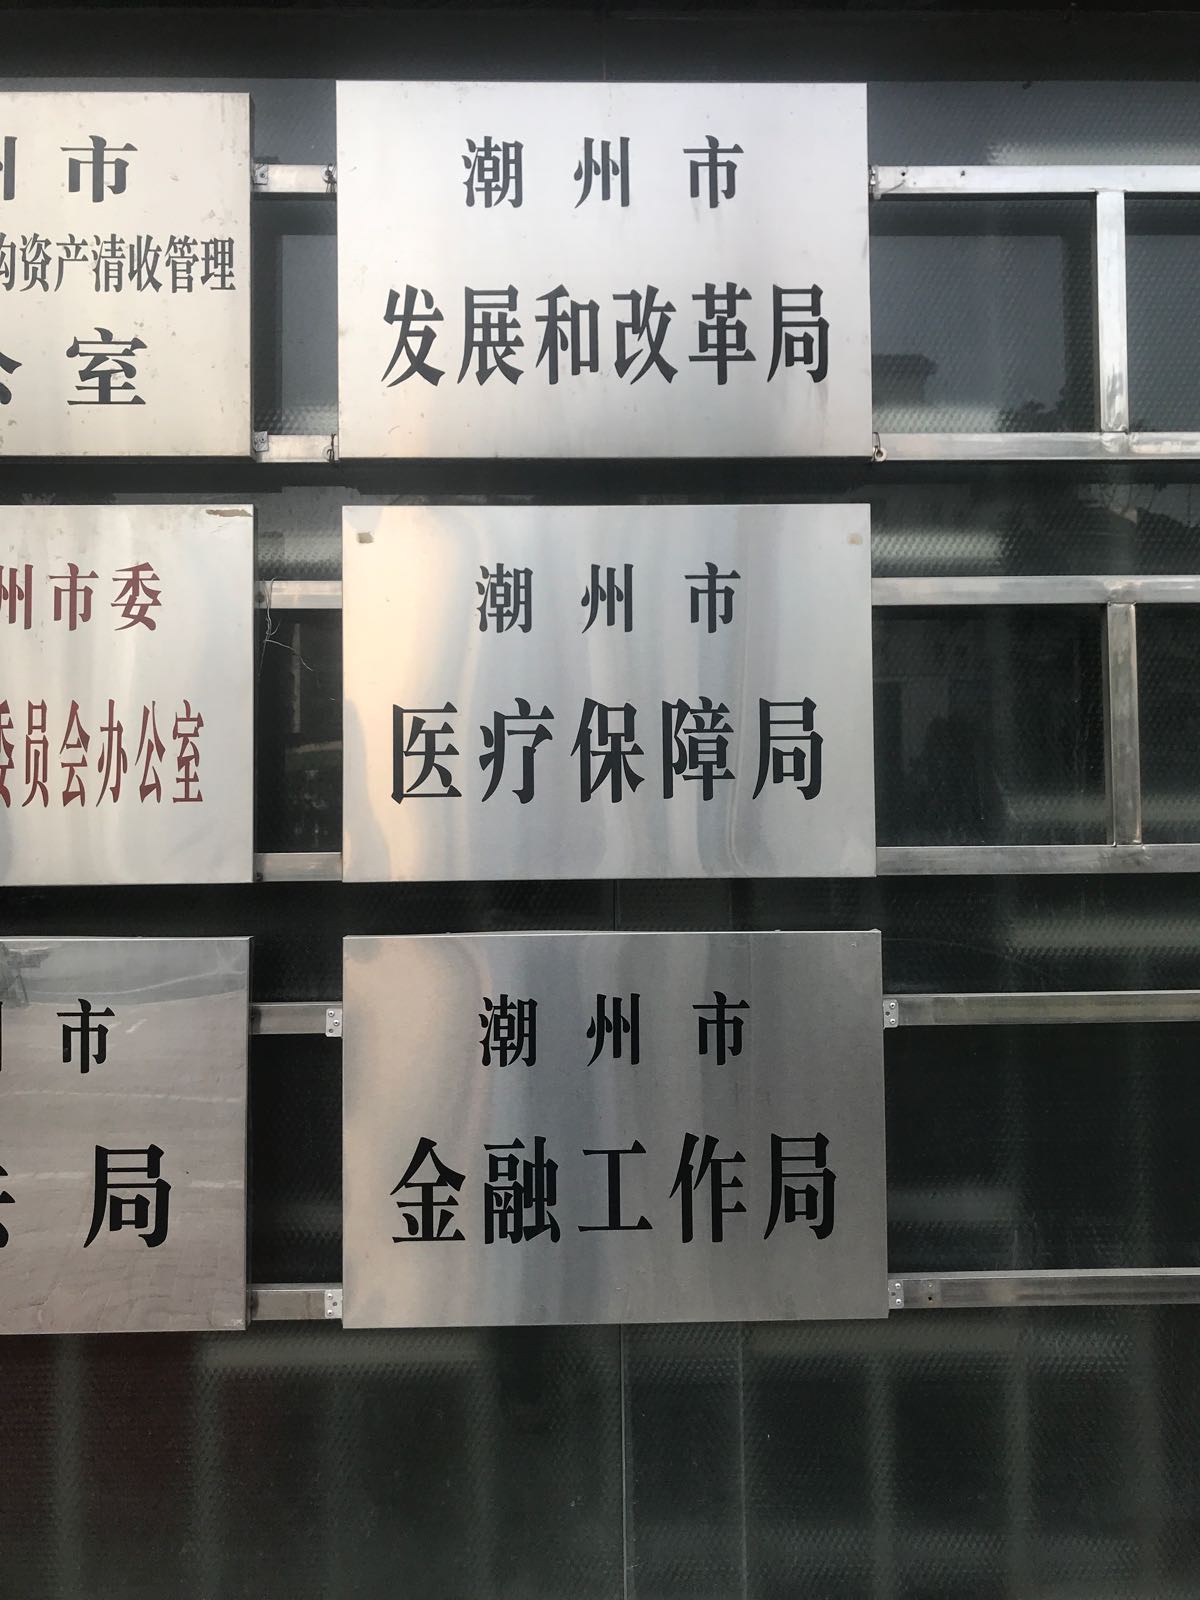 州市
构资产清收管理
公室
潮州市
发展和改革局
州市委
委员会办公室
潮州市
医疗保障局
市
局
潮州市
金融工作局